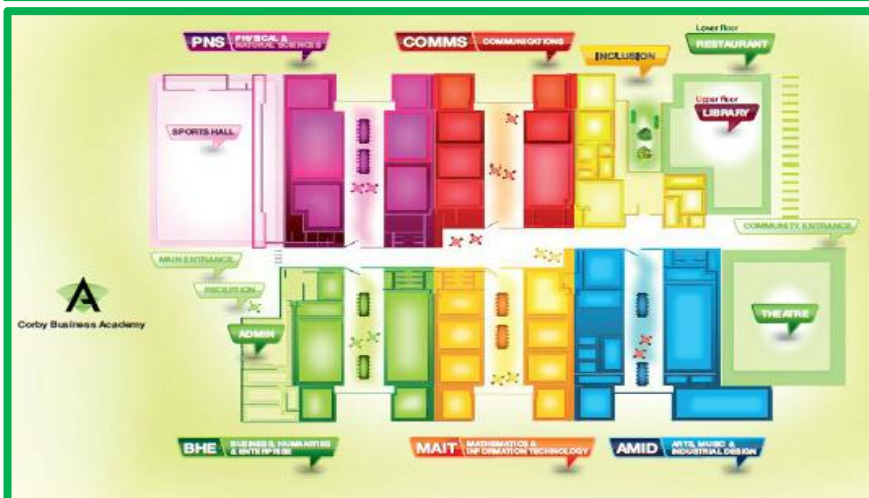 Lower floor
PNS PHYSICAL &
NATURAL SCIENCES
COMMS COMMUNICATIONS
RESTAURANT
INCLUSION
Upper floor
LIBRARY
SPORTS HALL
COMMUNITY ENTRANCE
MAIN ENTRANCE
RECEPTION
Corby Business Academy
ADMIN
THEATRE
BHE BUSINESS, HUMANITIES
& ENTERPRISE
MAIT MATHEMATICS &
INFORMATION TECHNOLOGY
AMID ARTS, MUSIC &
INDUSTRIAL DESIGN